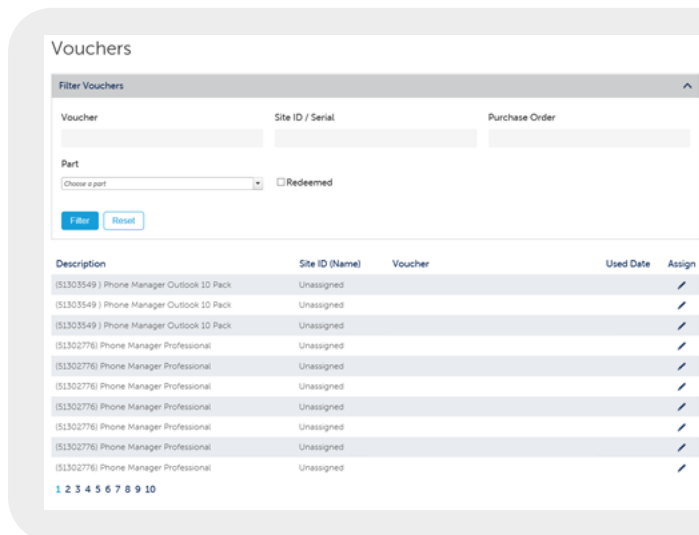 Vouchers
Filter Vouchers
Voucher Site ID / Serial Purchase Order
Part
Choose a part Redeemed
Filter Reset
Description Site ID (Name) Voucher Used Date Assign
(51303549 ) Phone Manager Outlook 10 Pack Unassigned
(51303549 ) Phone Manager Outlook 10 Pack Unassigned
(51303549 ) Phone Manager Outlook 10 Pack Unassigned
(51302776) Phone Manager Professional Unassigned
(51302776) Phone Manager Professional Unassigned
(51302776) Phone Manager Professional Unassigned
(51302776) Phone Manager Professional Unassigned
(51302776) Phone Manager Professional Unassigned
(51302776) Phone Manager Professional Unassigned
(51302776) Phone Manager Professional Unassigned
1 2 3 4 5 6 7 8 9 10